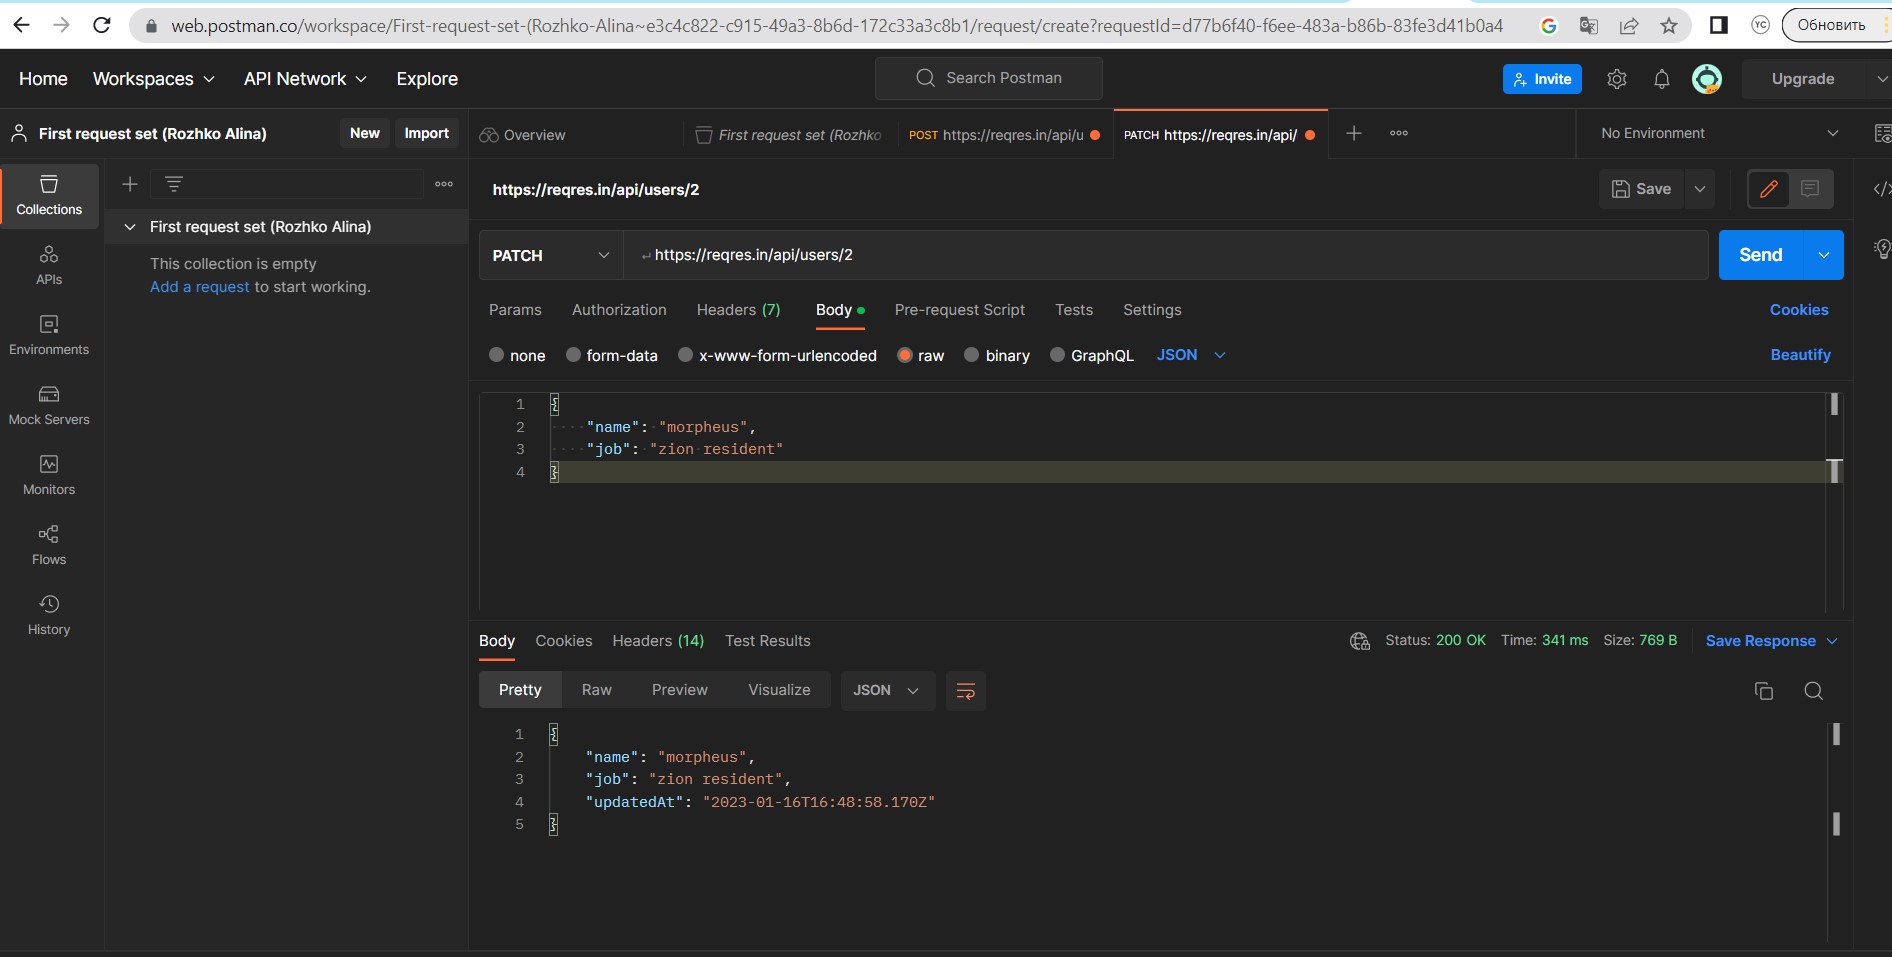 web.postman.co/workspace/First-request-set-(Rozhko-Alina~e3c4c822-c915-49a3-8b6d-172c33a3c8b1/request/create?requestId=d77b6f40-f6ee-483a-b86b-83fe3d41b0a4 YC Обновить
Home Workspaces API Network Explore Search Postman Invite Upgrade
First request set (Rozhko Alina) New Import Overview First request set (Rozhko POST https://reqres.in/api/u PATCH https://reqres.in/api/ No Environment
Collections
First request set (Rozhko Alina)
This collection is empty
Add a request to start working.
APIs
Environments
Mock Servers
Monitors
Flows
History
https://reqres.in/api/users/2 Save
PATCH https://reqres.in/api/users/2 Send
Params Authorization Headers (7) Body Pre-request Script Tests Settings Cookies
none form-data x-www-form-urlencoded raw binary GraphQL JSON Beautify
1 {
2 "name": "morpheus",
3 "job": "zion resident"
4 }
Body Cookies Headers (14) Test Results Status: 200 OK Time: 341 ms Size: 769 B Save Response
Pretty Raw Preview Visualize JSON
1 {
2 "name": "morpheus",
3 "job": "zion resident",
4 "updatedAt": "2023-01-16T16:48:58.170Z"
5 }